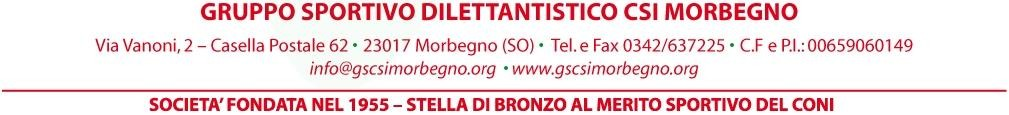 GRUPPO SPORTIVO DILETTANTISTICO CSI MORBEGNO
Via Vanoni, 2 – Casella Postale 62 • 23017 Morbegno (SO) • Tel. e Fax 0342/637225 • C.F e P.I.: 00659060149
info@gscsimorbegno.org • www.gscsimorbegno.org
SOCIETA’ FONDATA NEL 1955 – STELLA DI BRONZO AL MERITO SPORTIVO DEL CONI